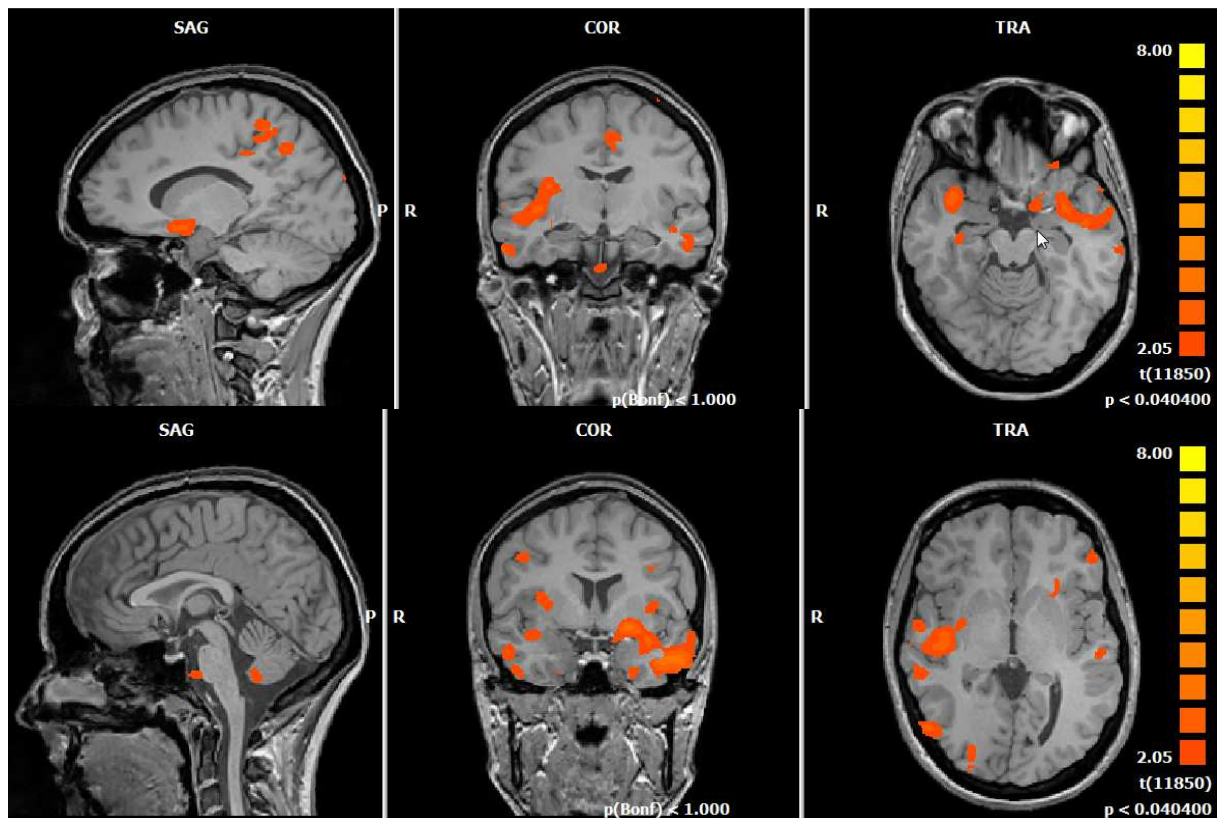 SAG
COR
TRA
8.00
P
R
R
2.05
t(11850)
p(Bonf) < 1.000
p < 0.040400
SAG
COR
TRA
8.00
P
R
R
2.05
t(11850)
p(Bonf) < 1.000
p < 0.040400